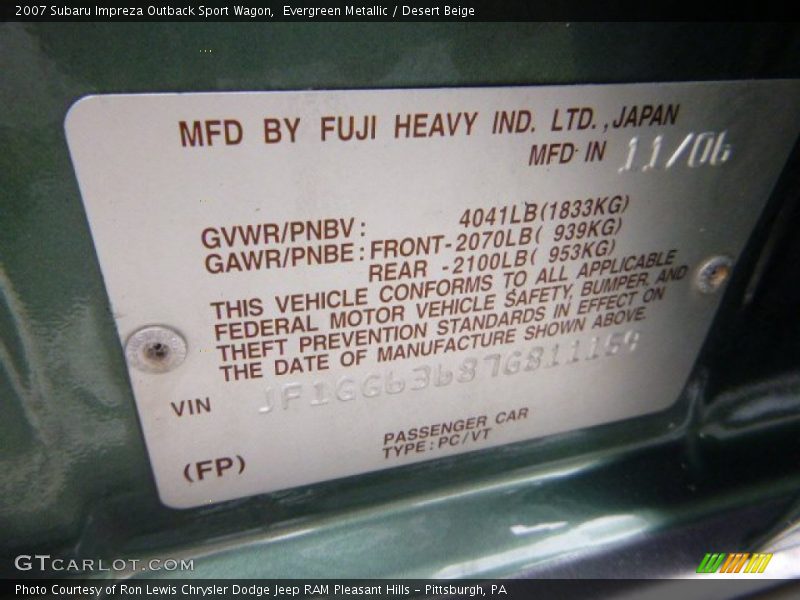 2007 Subaru Impreza Outback Sport Wagon, Evergreen Metallic / Desert Beige
MFD BY FUJI HEAVY IND. LTD.,JAPAN
MFD IN 11/06
GVWR/PNBV: 4041LB(1833KG)
GAWR/PNBE: FRONT-2070LB( 939KG)
REAR -2100LB( 953KG)
THIS VEHICLE CONFORMS TO ALL APPLICABLE
FEDERAL MOTOR VEHICLE SAFETY, BUMPER, AND
THEFT PREVENTION STANDARDS IN EFFECT ON
THE DATE OF MANUFACTURE SHOWN ABOVE.
VIN JF1GG63687G811159
PASSENGER CAR
TYPE:PC/VT
(FP)
GTCARLOT.COM
Photo Courtesy of Ron Lewis Chrysler Dodge Jeep RAM Pleasant Hills - Pittsburgh, PA